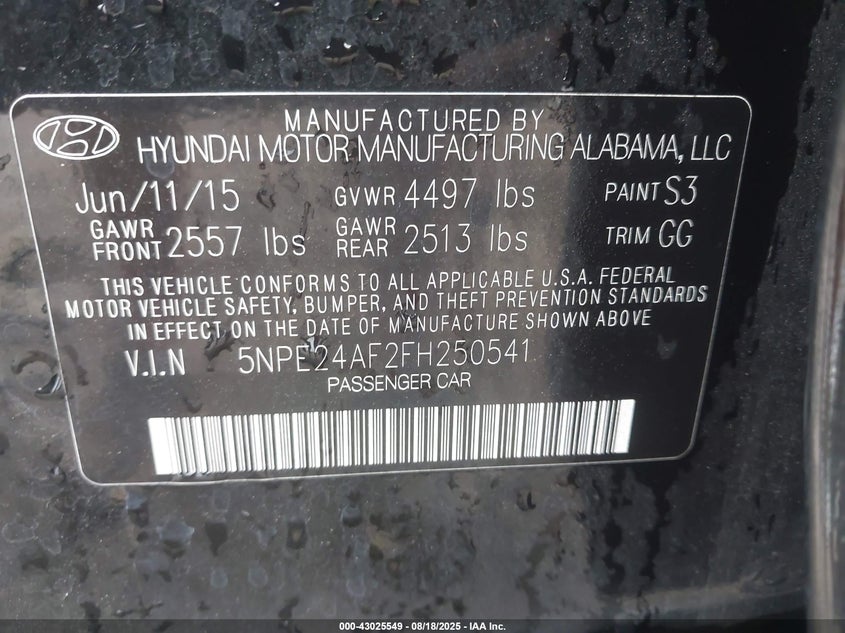 MANUFACTURED BY
HYUNDAI MOTOR MANUFACTURING ALABAMA, LLC
Jun/11/15 GVWR 4497 lbs PAINT S3
GAWR FRONT 2557 lbs GAWR REAR 2513 lbs TRIM GG
THIS VEHICLE CONFORMS TO ALL APPLICABLE U.S.A. FEDERAL
MOTOR VEHICLE SAFETY, BUMPER, AND THEFT PREVENTION STANDARDS
IN EFFECT ON THE DATE OF MANUFACTURE SHOWN ABOVE
V.I.N 5NPE24AF2FH250541
PASSENGER CAR
000-43025549 - 08/18/2025 - IAA Inc.